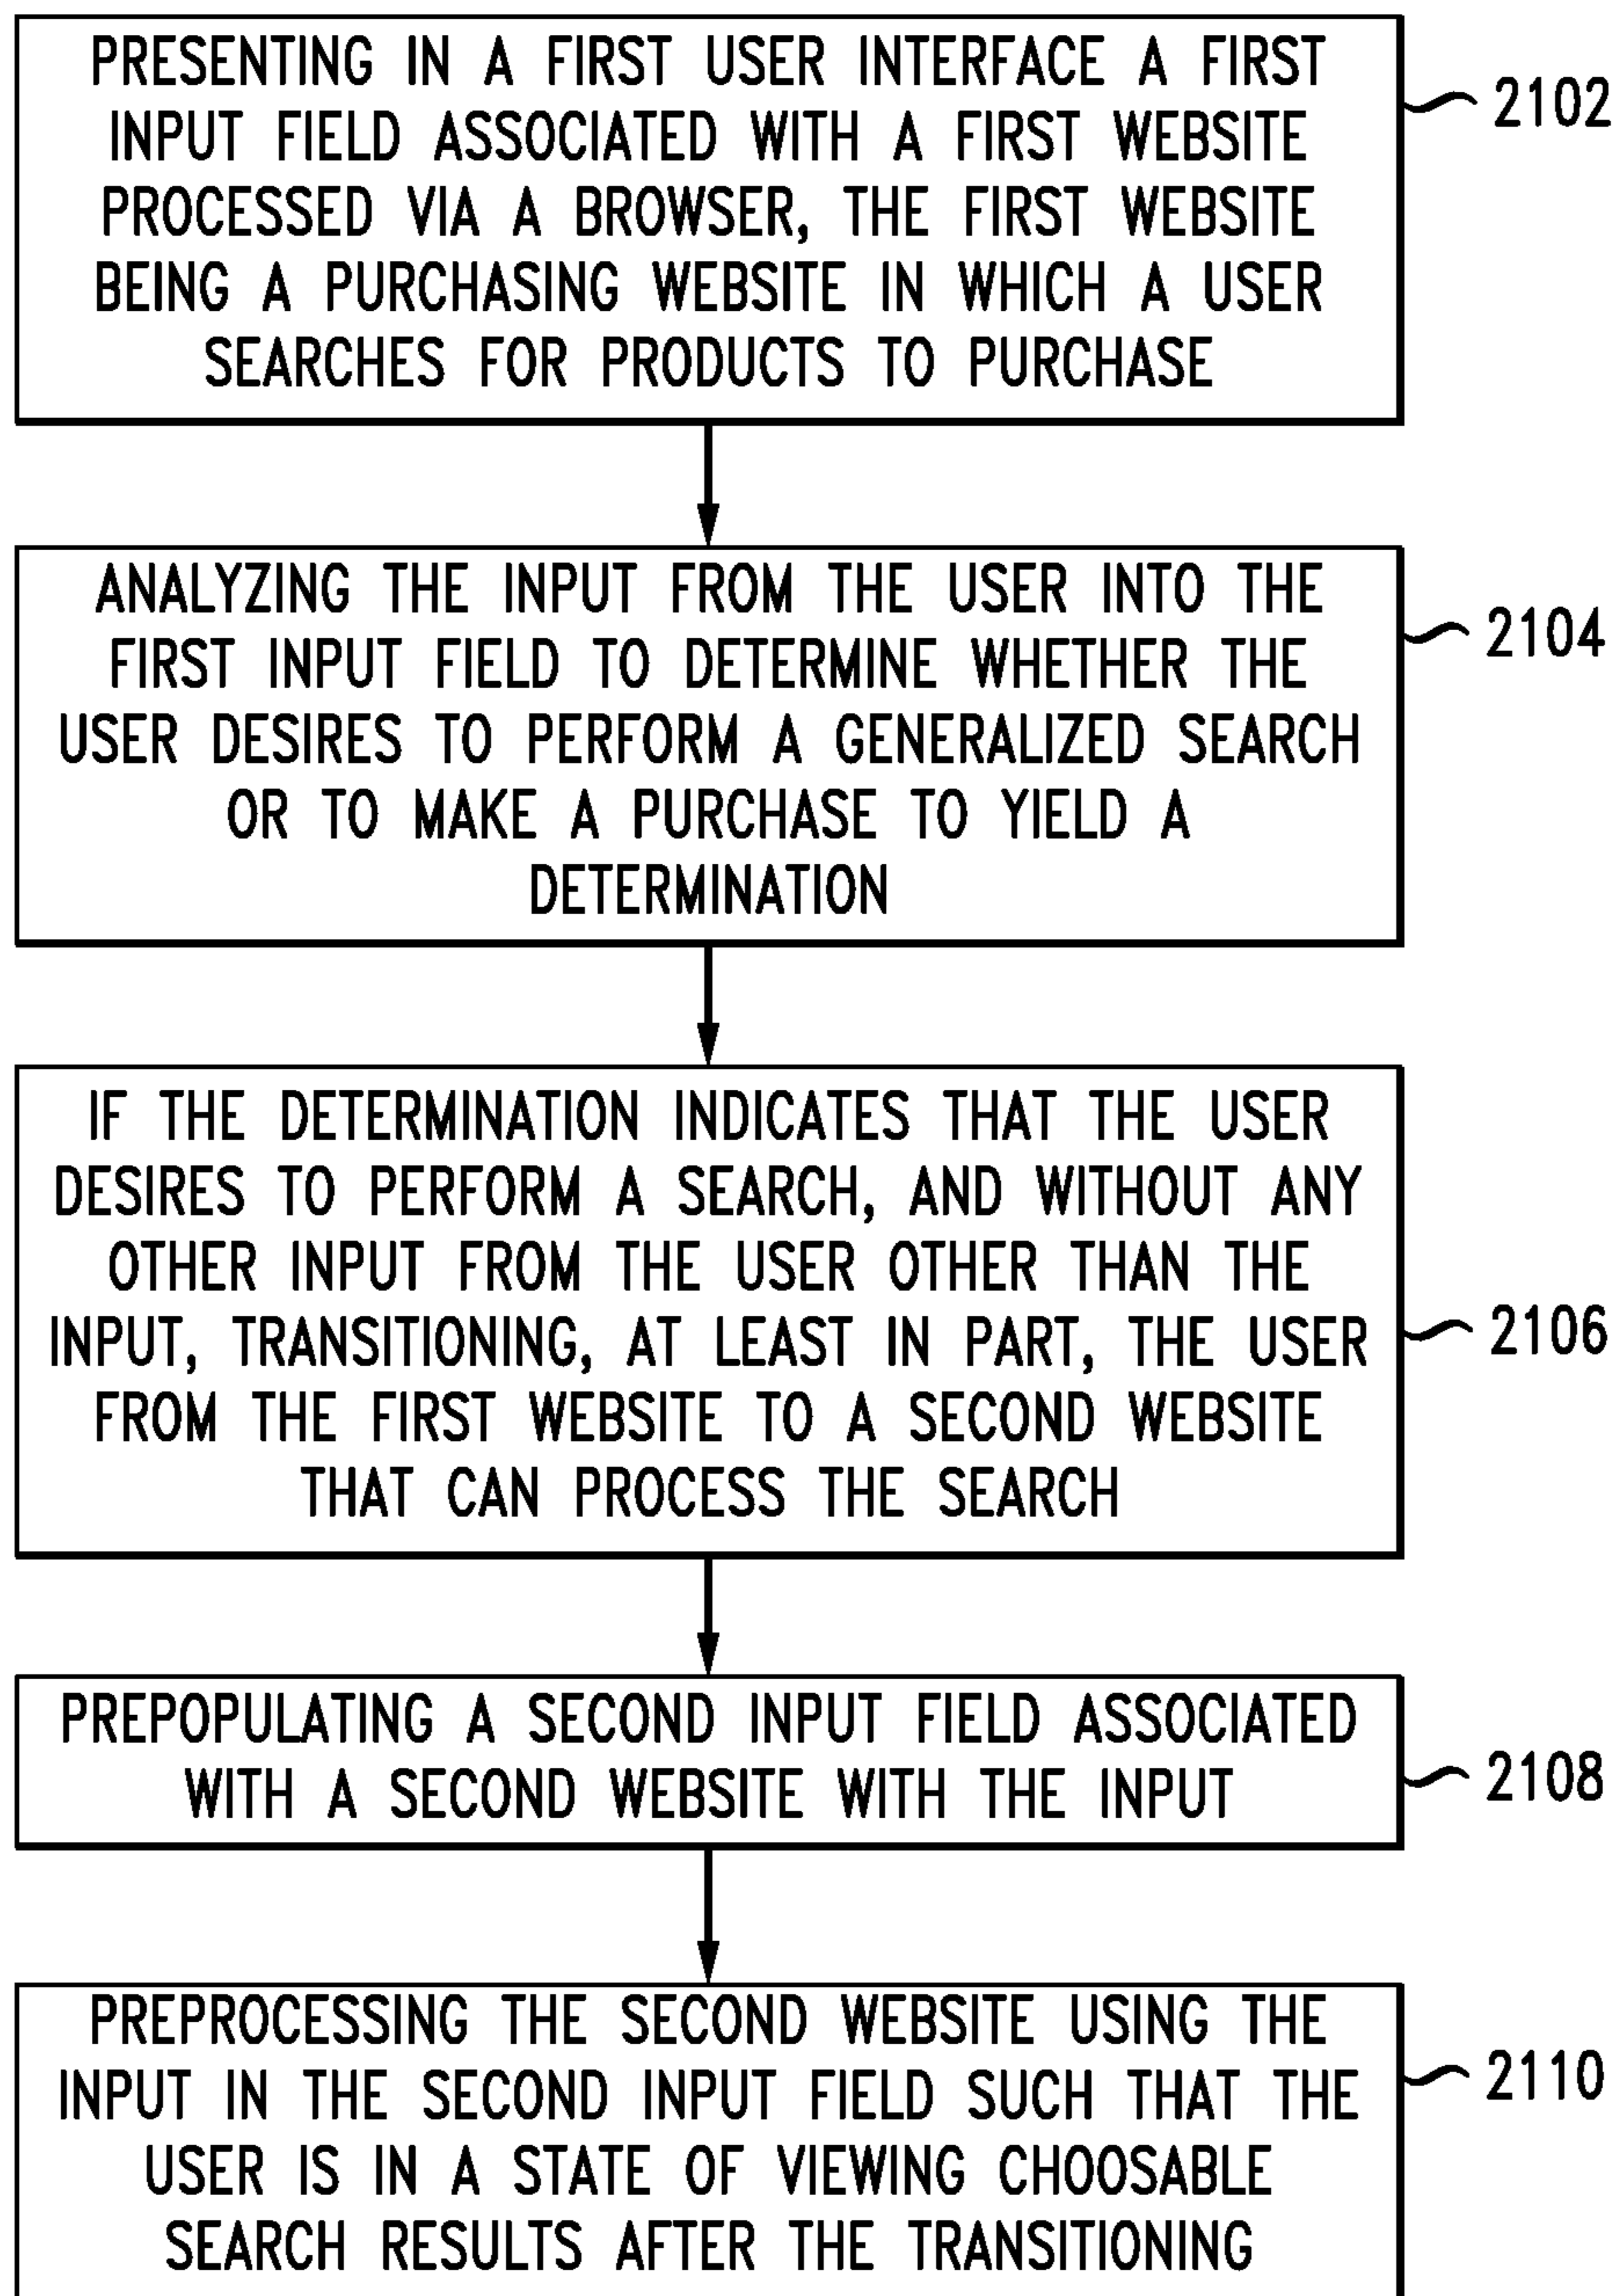 PRESENTING IN A FIRST USER INTERFACE A FIRST
INPUT FIELD ASSOCIATED WITH A FIRST WEBSITE
PROCESSED VIA A BROWSER, THE FIRST WEBSITE
BEING A PURCHASING WEBSITE IN WHICH A USER
SEARCHES FOR PRODUCTS TO PURCHASE
2102
ANALYZING THE INPUT FROM THE USER INTO THE
FIRST INPUT FIELD TO DETERMINE WHETHER THE
USER DESIRES TO PERFORM A GENERALIZED SEARCH
OR TO MAKE A PURCHASE TO YIELD A
DETERMINATION
2104
IF THE DETERMINATION INDICATES THAT THE USER
DESIRES TO PERFORM A SEARCH, AND WITHOUT ANY
OTHER INPUT FROM THE USER OTHER THAN THE
INPUT, TRANSITIONING, AT LEAST IN PART, THE USER
FROM THE FIRST WEBSITE TO A SECOND WEBSITE
THAT CAN PROCESS THE SEARCH
2106
PREPOPULATING A SECOND INPUT FIELD ASSOCIATED
WITH A SECOND WEBSITE WITH THE INPUT
2108
PREPROCESSING THE SECOND WEBSITE USING THE
INPUT IN THE SECOND INPUT FIELD SUCH THAT THE
USER IS IN A STATE OF VIEWING CHOOSABLE
SEARCH RESULTS AFTER THE TRANSITIONING
2110